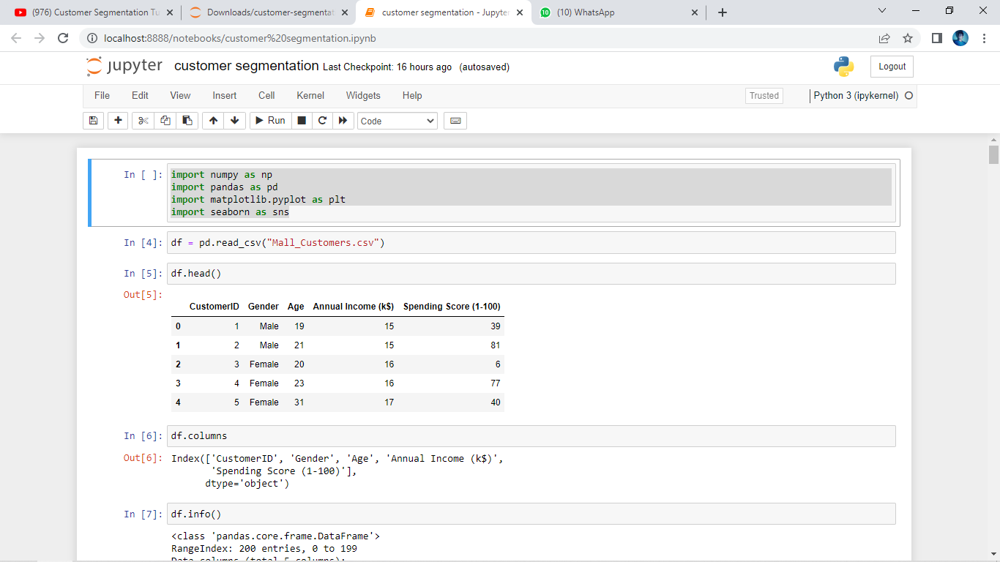 (976) Customer Segmentation Tu
Downloads/customer-segmentat
customer segmentation - Jupyter
10 (10) WhatsApp
localhost:8888/notebooks/customer%20segmentation.ipynb
jupyter customer segmentation Last Checkpoint: 16 hours ago (autosaved)
Logout
File Edit View Insert Cell Kernel Widgets Help
Trusted
Python 3 (ipykernel)
Run
Code
In [ ]: import numpy as np
import pandas as pd
import matplotlib.pyplot as plt
import seaborn as sns
In [4]: df = pd.read_csv("Mall_Customers.csv")
In [5]: df.head()
Out[5]:
CustomerID Gender Age Annual Income (k$) Spending Score (1-100)
0 1 Male 19 15 39
1 2 Male 21 15 81
2 3 Female 20 16 6
3 4 Female 23 16 77
4 5 Female 31 17 40
In [6]: df.columns
Out[6]: Index(['CustomerID', 'Gender', 'Age', 'Annual Income (k$)',
'Spending Score (1-100)'],
dtype='object')
In [7]: df.info()
<class 'pandas.core.frame.DataFrame'>
RangeIndex: 200 entries, 0 to 199
Data columns (total 5 columns):